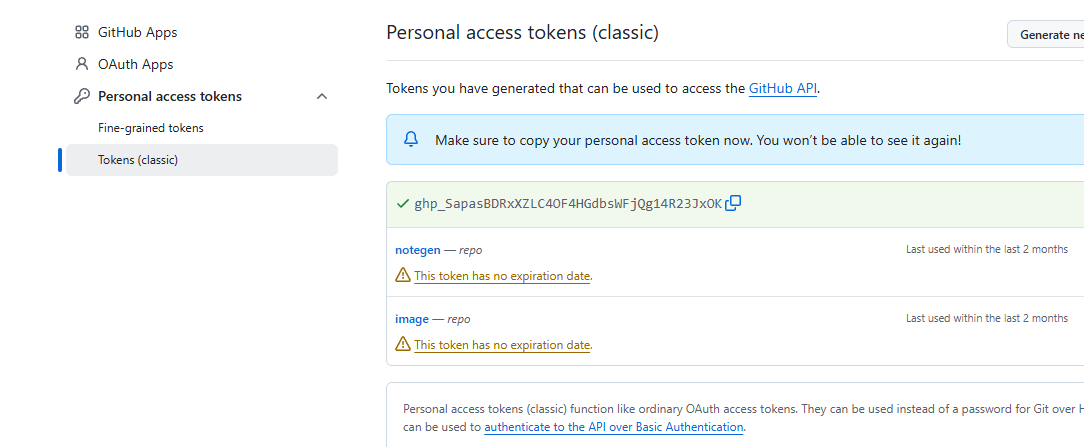 GitHub Apps
OAuth Apps
Personal access tokens
Fine-grained tokens
Tokens (classic)
Personal access tokens (classic)
Generate ne
Tokens you have generated that can be used to access the GitHub API.
Make sure to copy your personal access token now. You won't be able to see it again!
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
notegen — repo
Last used within the last 2 months
This token has no expiration date.
image — repo
Last used within the last 2 months
This token has no expiration date.
Personal access tokens (classic) function like ordinary OAuth access tokens. They can be used instead of a password for Git over H
can be used to authenticate to the API over Basic Authentication.